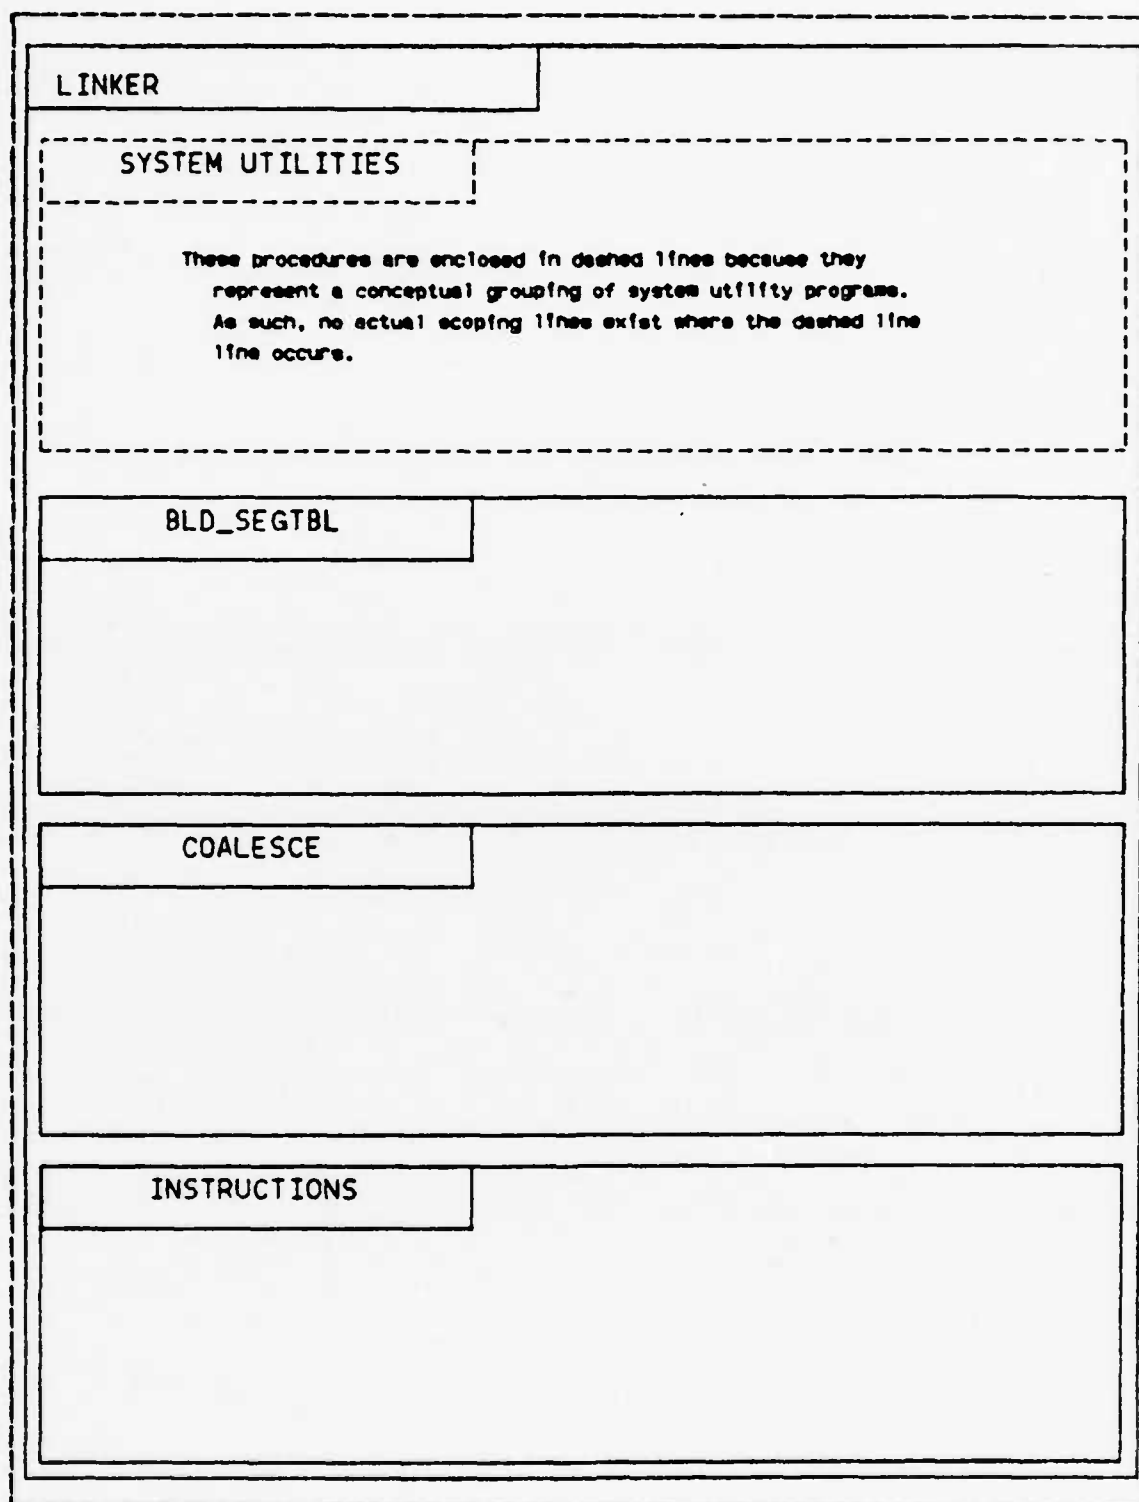 LINKER
SYSTEM UTILITIES
These procedures are enclosed in dashed lines because they
represent a conceptual grouping of system utility programs.
As such, no actual scoping lines exist where the dashed line
line occurs.
BLD_SEGTBL
COALESCE
INSTRUCTIONS